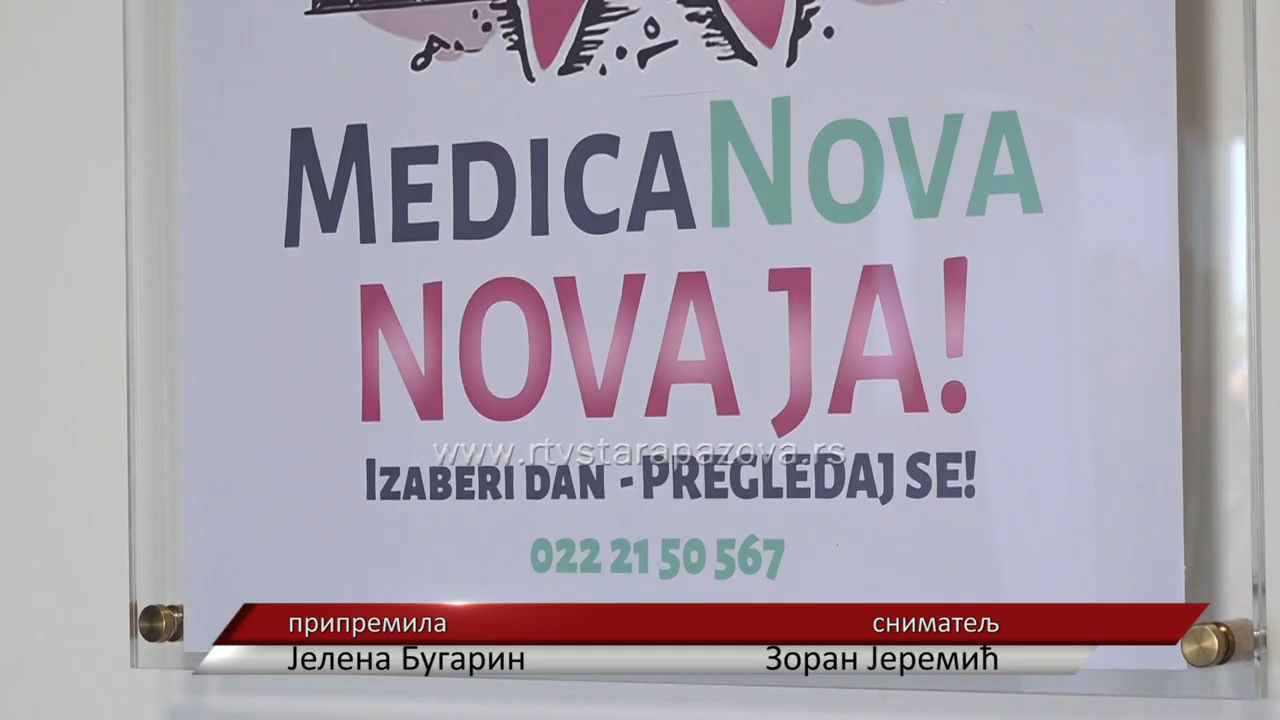 MEDICANOVA
NOVA JA!
www.rtvstarapazova.rs
IZABERI DAN - PREGLEDAJ SE!
022 21 50 567
припремила
сниматељ
Јелена Бугарин
Зоран Јеремић